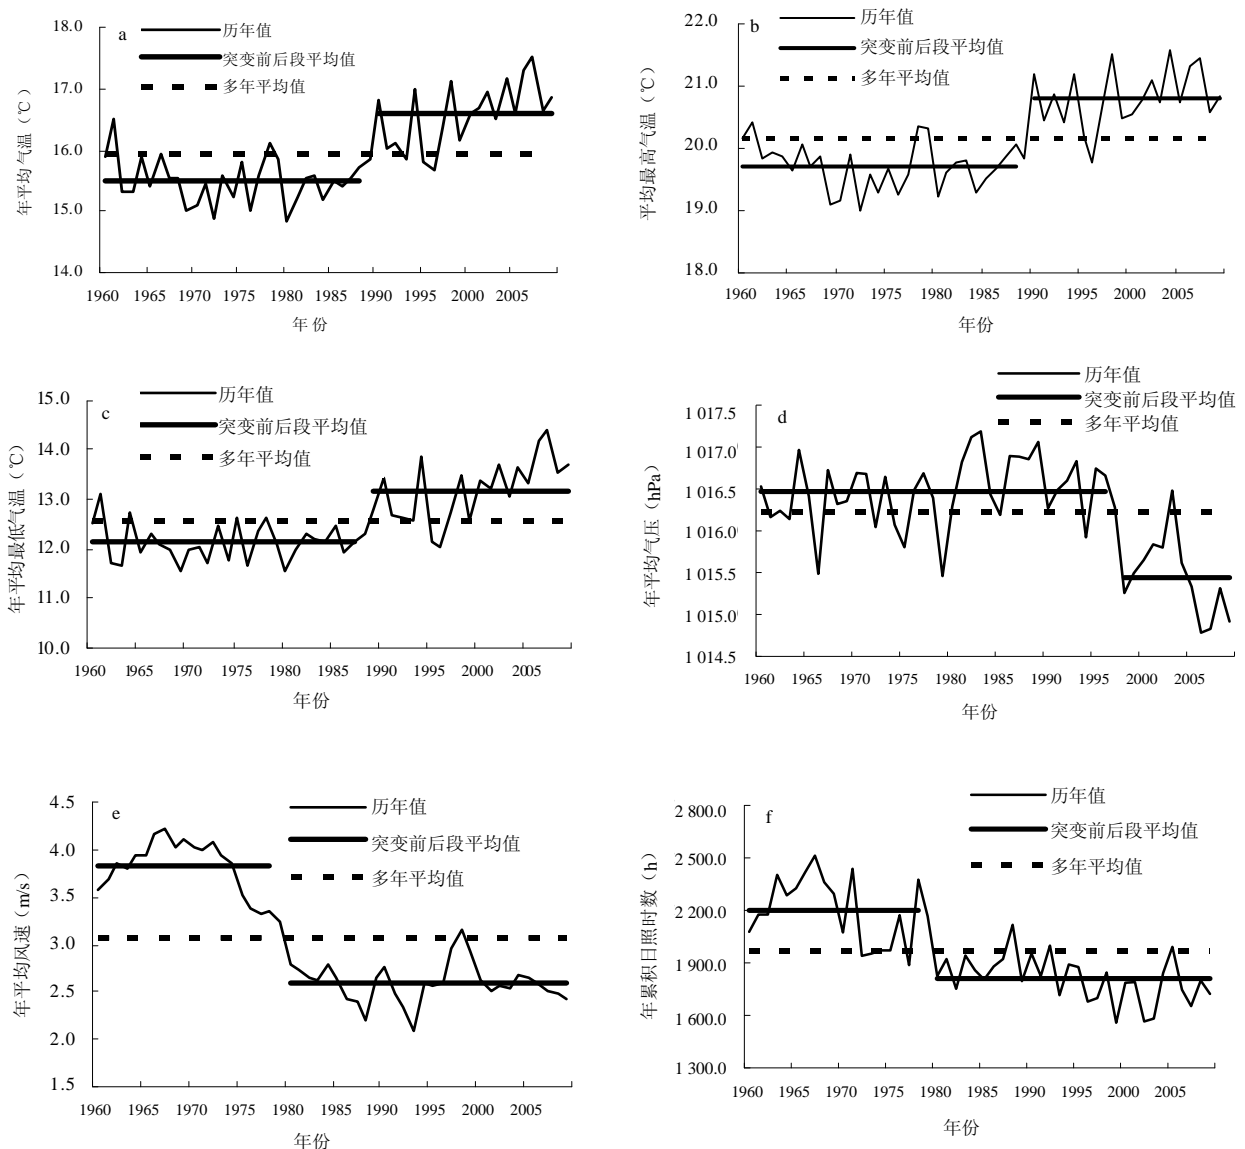 a
历年值
突变前后段平均值
多年平均值
18.0
17.0
16.0
15.0
14.0
年平均气温（℃）
1960 1965 1970 1975 1980 1985 1990 1995 2000 2005
年份
b
历年值
突变前后段平均值
多年平均值
22.0
21.0
20.0
19.0
18.0
平均最高气温（℃）
1960 1965 1970 1975 1980 1985 1990 1995 2000 2005
年份
c
历年值
突变前后段平均值
多年平均值
15.0
14.0
13.0
12.0
11.0
10.0
年平均最低气温（℃）
1960 1965 1970 1975 1980 1985 1990 1995 2000 2005
年份
d
历年值
突变前后段平均值
多年平均值
1 017.5
1 017.0
1 016.5
1 016.0
1 015.5
1 015.0
1 014.5
年平均气压（hPa）
1960 1965 1970 1975 1980 1985 1990 1995 2000 2005
年份
e
历年值
突变前后段平均值
多年平均值
4.5
4.0
3.5
3.0
2.5
2.0
1.5
年平均风速（m/s）
1960 1965 1970 1975 1980 1985 1990 1995 2000 2005
年份
f
历年值
突变前后段平均值
多年平均值
2 800.0
2 500.0
2 200.0
1 900.0
1 600.0
1 300.0
年累积日照时数（h）
1960 1965 1970 1975 1980 1985 1990 1995 2000 2005
年份